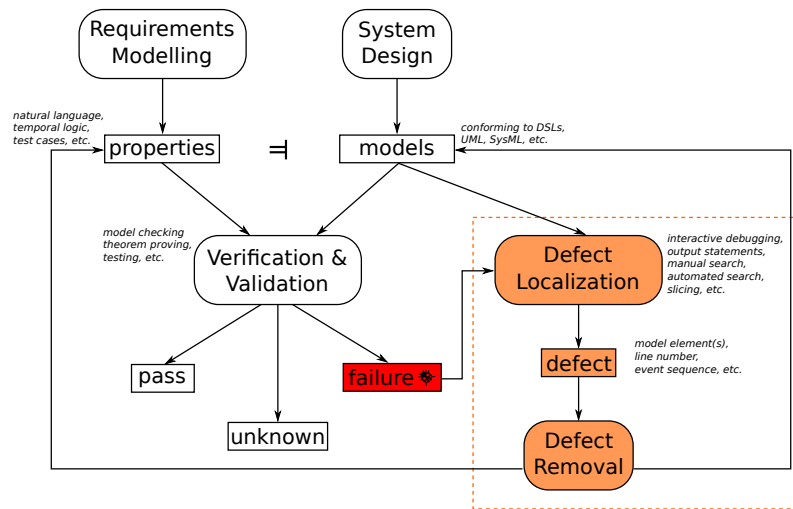 Requirements
Modelling
System
Design
natural language,
temporal logic,
test cases, etc.
properties
models
conforming to DSLs,
UML, SysML, etc.
model checking
theorem proving,
testing, etc.
Verification &
Validation
Defect
Localization
interactive debugging,
output statements,
manual search,
automated search,
slicing, etc.
pass
unknown
failure
defect
model element(s),
line number,
event sequence, etc.
Defect
Removal